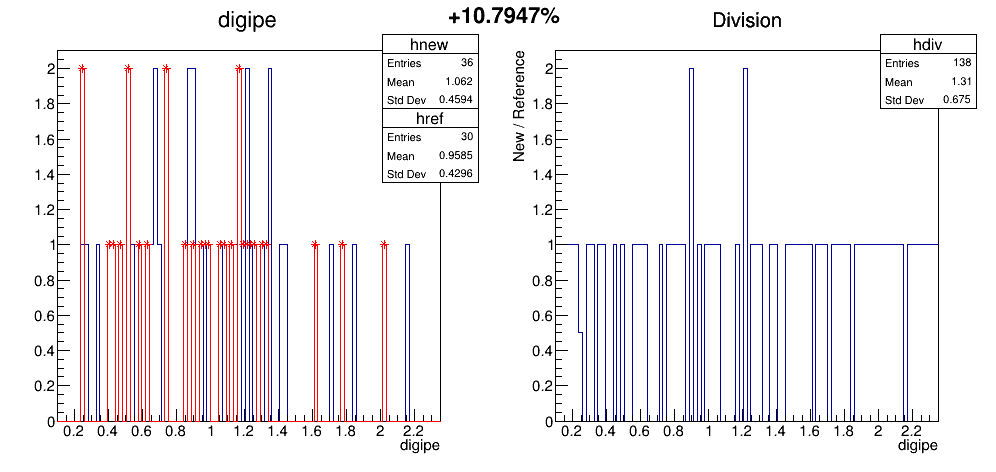 +10.7947%
digipe
hnew
Entries 36
Mean 1.062
Std Dev 0.4594
href
Entries 30
Mean 0.9585
Std Dev 0.4296
2
1.8
1.6
1.4
1.2
1
0.8
0.6
0.4
0.2
0
0.2 0.4 0.6 0.8 1 1.2 1.4 1.6 1.8 2 2.2
digipe
Division
hdiv
Entries 138
Mean 1.31
Std Dev 0.675
New / Reference
2
1.8
1.6
1.4
1.2
1
0.8
0.6
0.4
0.2
0
0.2 0.4 0.6 0.8 1 1.2 1.4 1.6 1.8 2 2.2
digipe